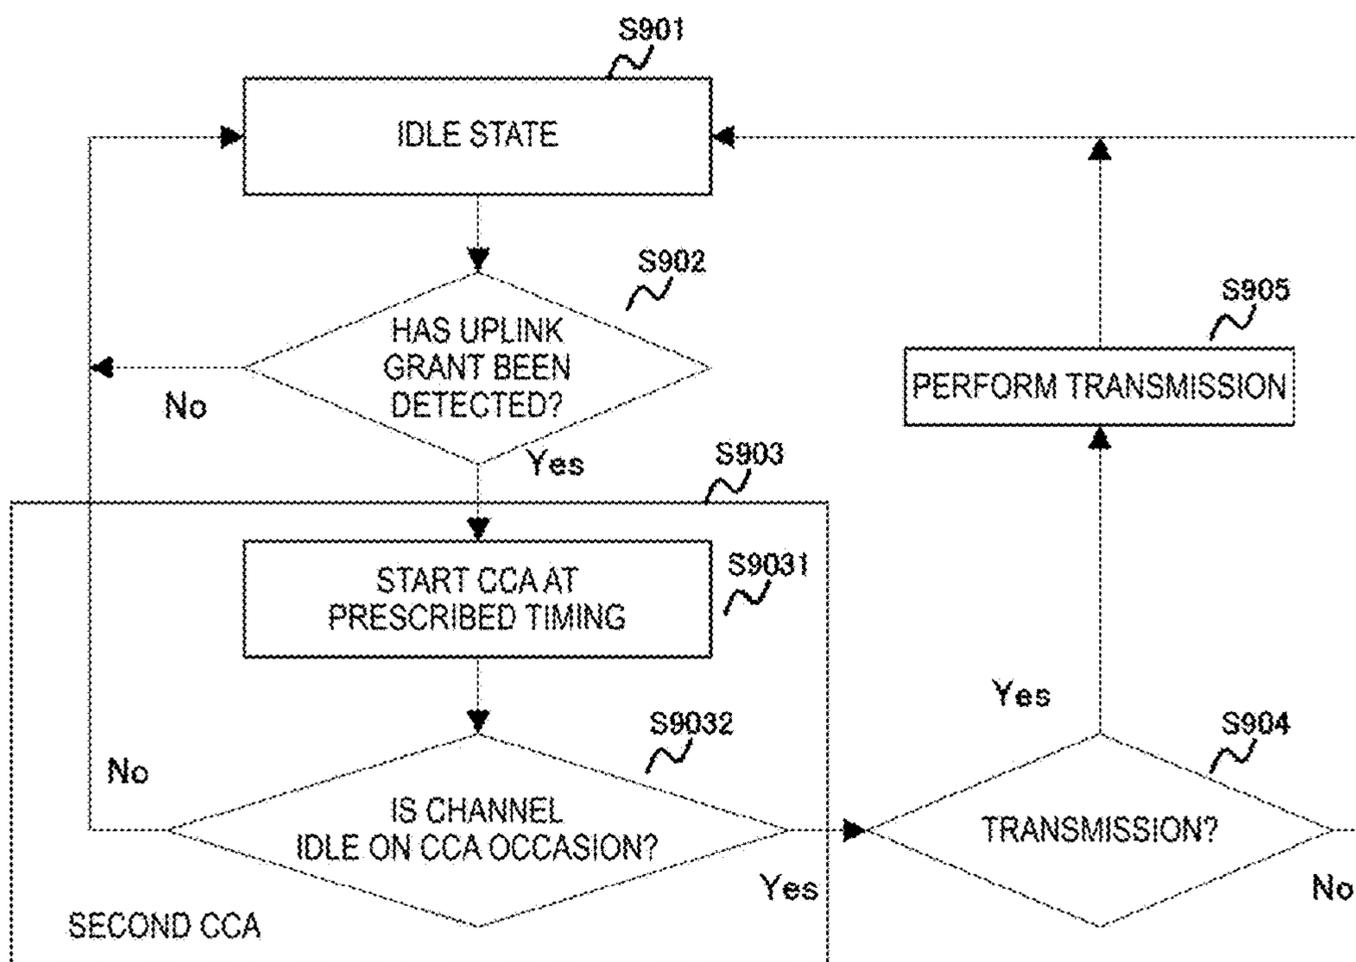 S901
IDLE STATE
S902
HAS UPLINK
GRANT BEEN
DETECTED?
No
Yes
S903
START CCA AT
PRESCRIBED TIMING
S9031
S9032
No
IS CHANNEL
IDLE ON CCA OCCASION?
Yes
SECOND CCA
S905
PERFORM TRANSMISSION
Yes
S904
TRANSMISSION?
No